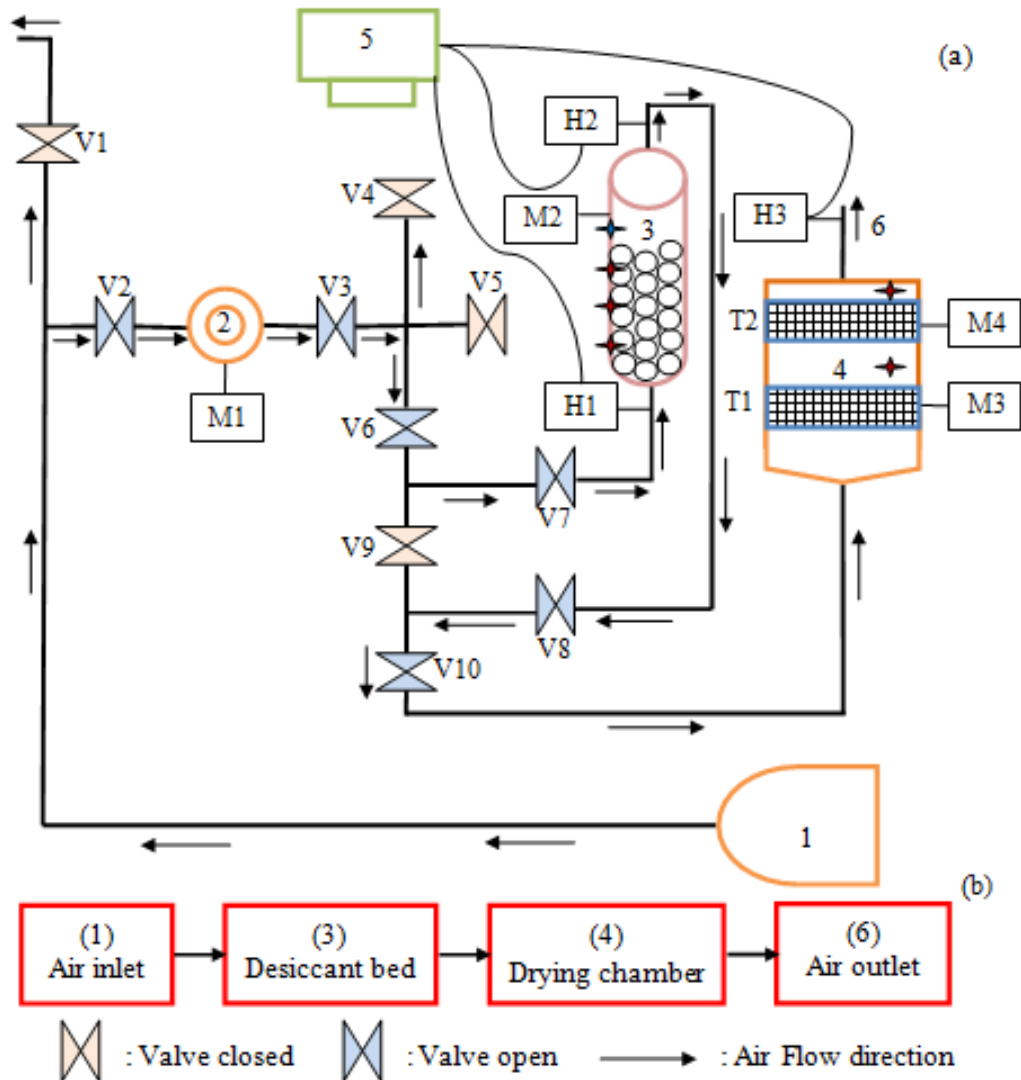 5
(a)
H2
V1
V4
M2
3
H3
6
V2
2
V3
V5
T2
M4
4
M1
V6
H1
T1
M3
V7
V9
V8
V10
1
(b)
(1)
Air inlet
(3)
Desiccant bed
(4)
Drying chamber
(6)
Air outlet
: Valve closed
: Valve open
: Air Flow direction